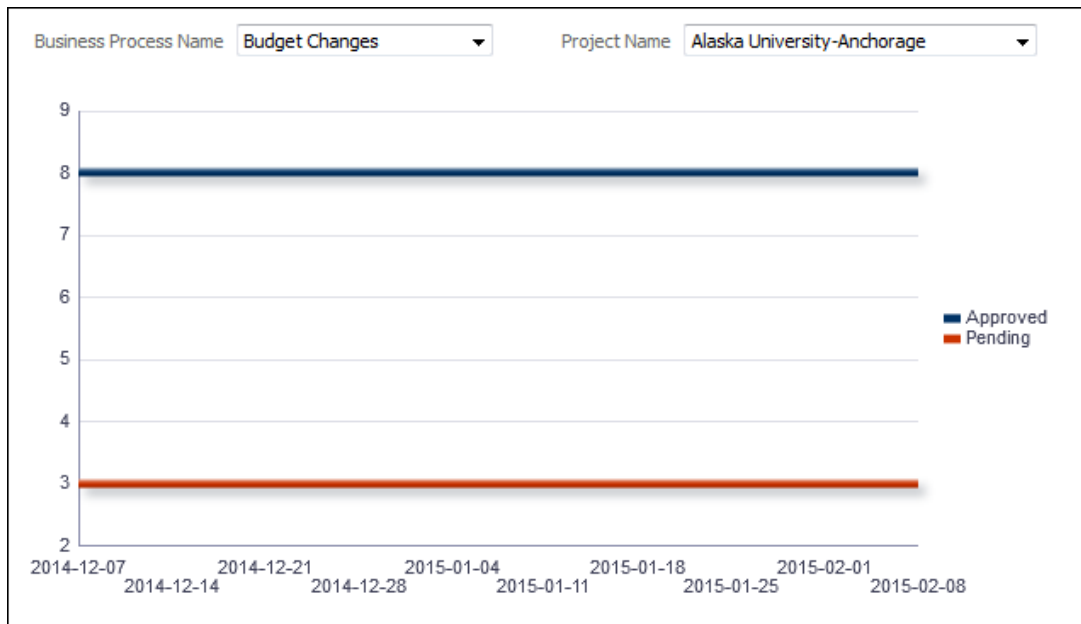 Business Process Name Budget Changes Project Name Alaska University-Anchorage
9
8
7
6
5
4
3
2
Approved
Pending
2014-12-07 2014-12-21 2015-01-04 2015-01-18 2015-02-01
2014-12-14 2014-12-28 2015-01-11 2015-01-25 2015-02-08